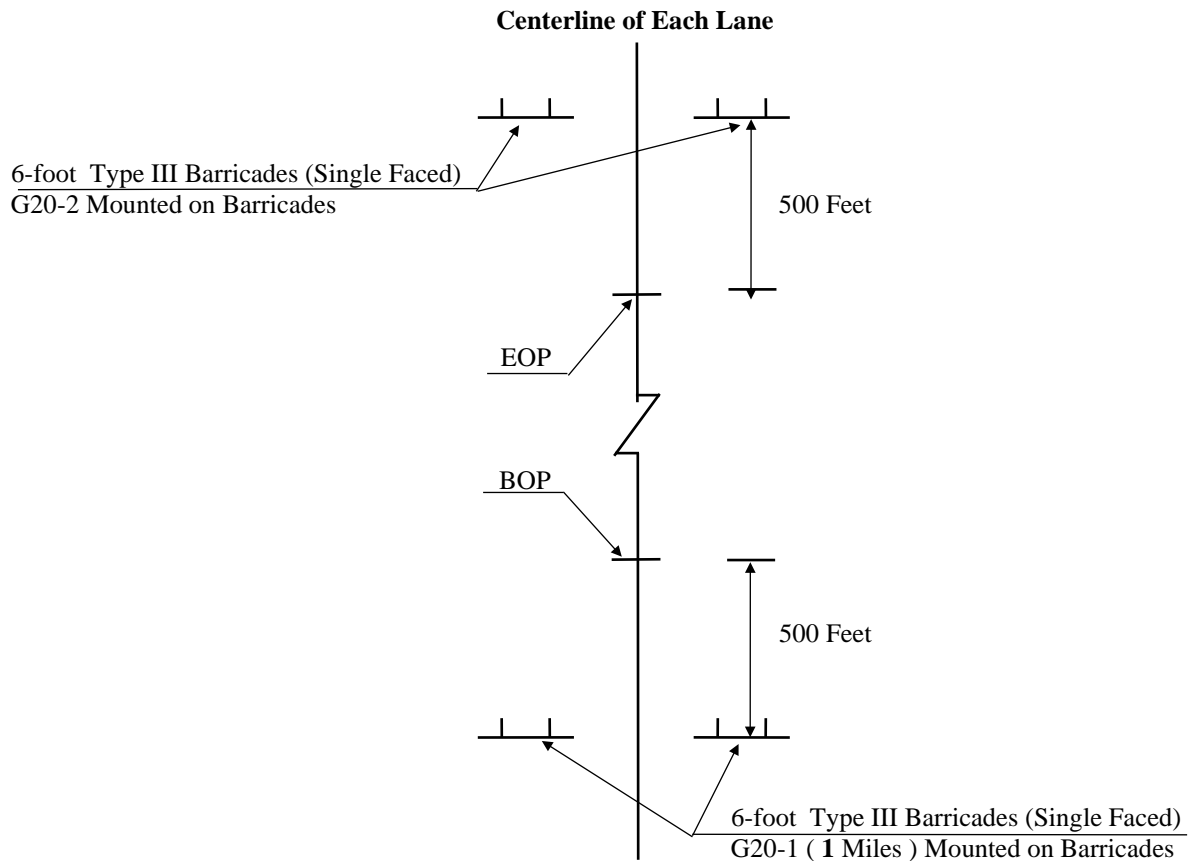 Centerline of Each Lane
6-foot  Type III Barricades (Single Faced)
G20-2 Mounted on Barricades
500 Feet
EOP
BOP
500 Feet
6-foot  Type III Barricades (Single Faced)
G20-1 ( 1 Miles ) Mounted on Barricades